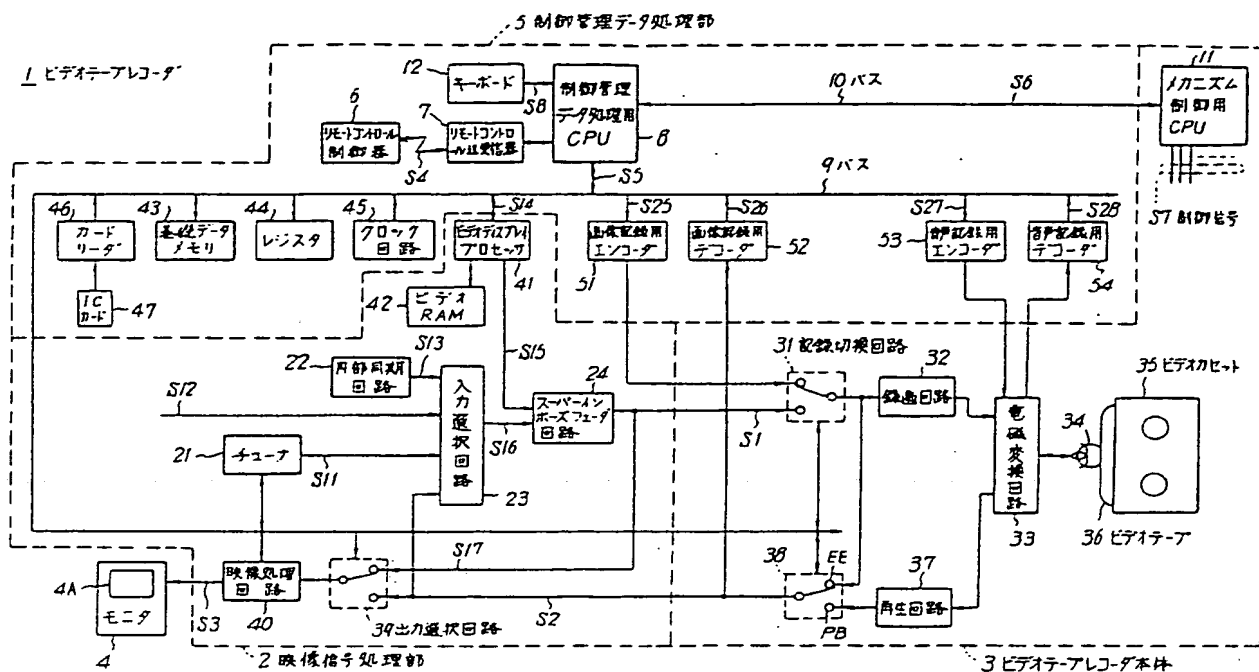 5 制御管理データ処理部
1 ビデオテープレコーダ
12
キーボード
S8
制御管理
データ処理用
CPU
8
10 バス
S6
11
メカニズム
制御用
CPU
S7 制御信号
6
リモートコントロール
制御器
S4
7
リモートコントロ
ール送受信器
S5
9 バス
46
カード
リーダ
43
基礎データ
メモリ
44
レジスタ
45
クロック
回路
S14
ビデオディスプレイ
プロセッサ
41
S25
画像記録用
エンコーダ
51
S26
画像記録用
デコーダ
52
S27
53
音声記録用
エンコーダ
S28
音声記録用
デコーダ
54
IC
カード
47
42
ビデオ
RAM
S15
22
内部同期
回路
S13
S12
21
チューナ
S11
入力選択回路
23
S16
24
スーパーイン
ポーズフェーダ
回路
S1
31 記録切換回路
32
録画回路
電磁変換回路
33
34
35 ビデオカセット
36 ビデオテープ
S17
S2
38
EE
PB
37
再生回路
4A
モニタ
4
S3
映像処理
回路
40
39 出力選択回路
2 映像信号処理部
3 ビデオテープレコーダ本体